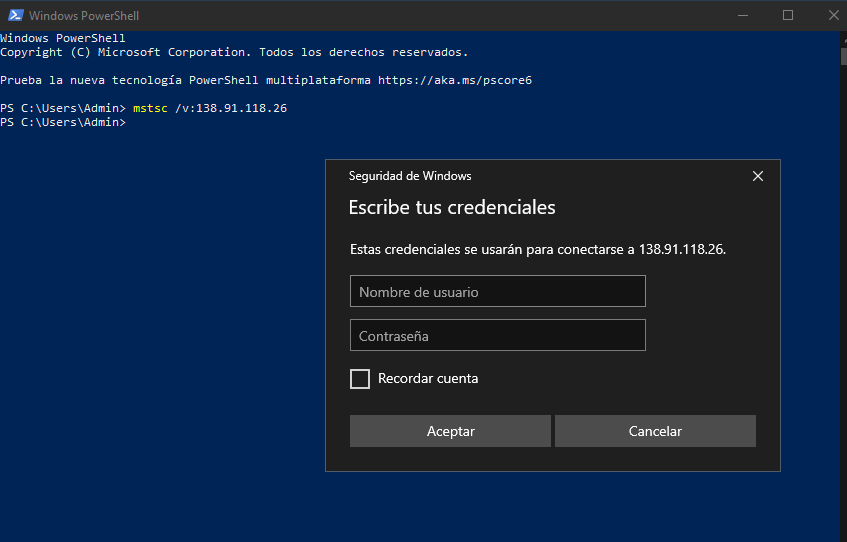 Windows PowerShell
Windows PowerShell
Copyright (C) Microsoft Corporation. Todos los derechos reservados.
Prueba la nueva tecnología PowerShell multiplataforma https://aka.ms/pscore6
PS C:\Users\Admin> mstsc /v:138.91.118.26
PS C:\Users\Admin>
Seguridad de Windows
Escribe tus credenciales
Estas credenciales se usarán para conectarse a 138.91.118.26.
Nombre de usuario
Contraseña
Recordar cuenta
Aceptar Cancelar